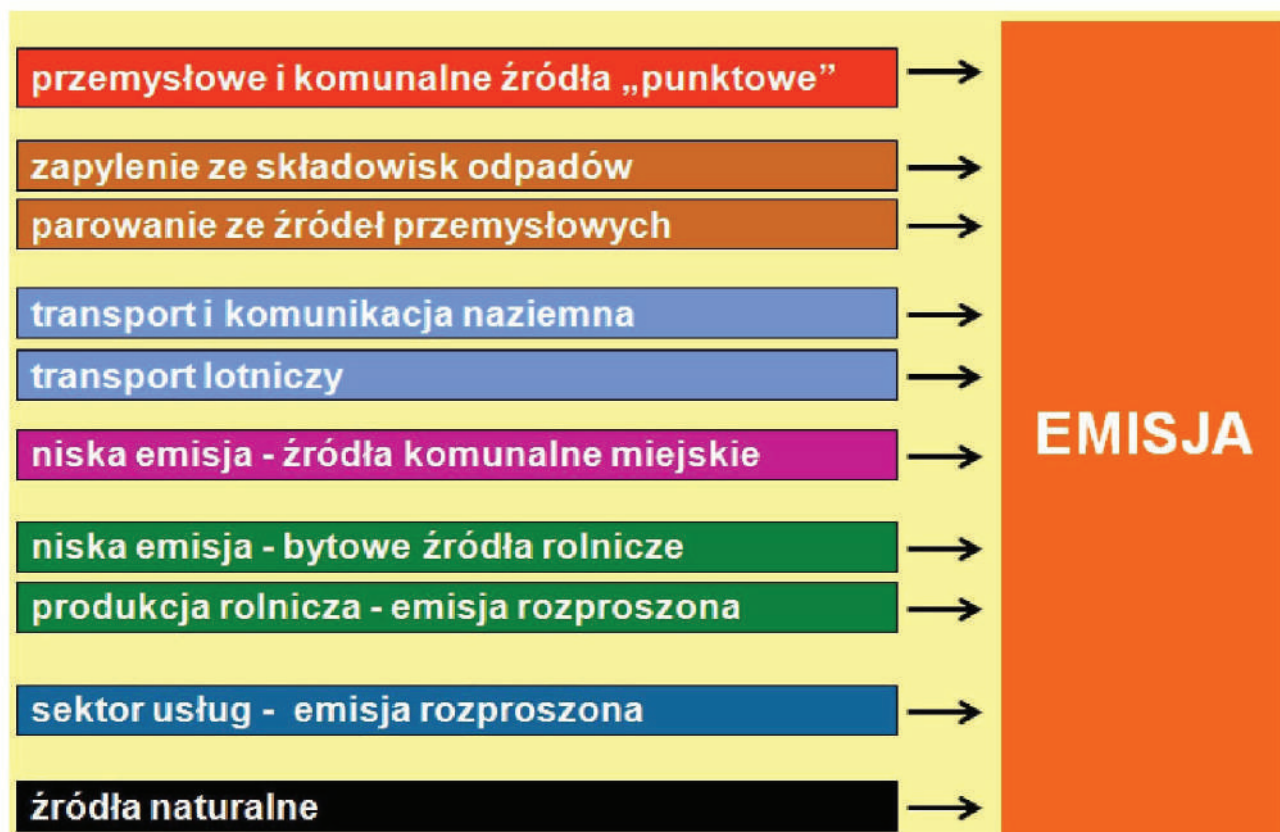 przemysłowe i komunalne źródła „punktowe”
zapylenie ze składowisk odpadów
parowanie ze źródeł przemysłowych
transport i komunikacja naziemna
transport lotniczy
niska emisja - źródła komunalne miejskie
niska emisja - bytowe źródła rolnicze
produkcja rolnicza - emisja rozproszona
sektor usług - emisja rozproszona
źródła naturalne
EMISJA